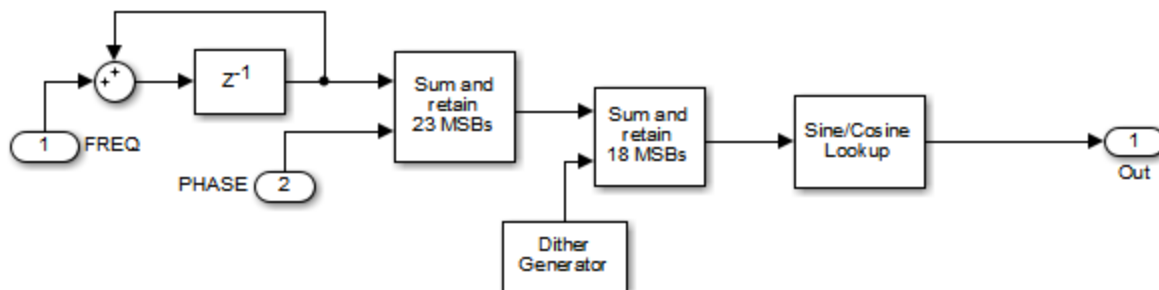 +
+
z-1
Sum and
retain
23 MSBs
1
FREQ
PHASE
2
Sum and
retain
18 MSBs
Dither
Generator
Sine/Cosine
Lookup
1
Out